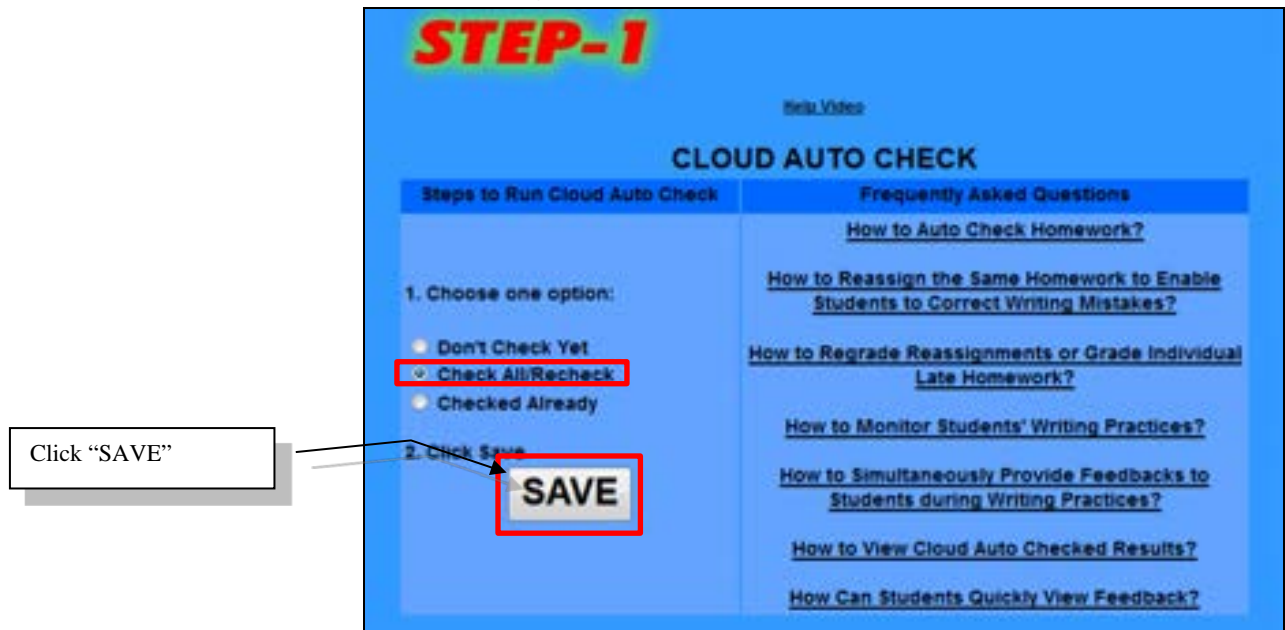 STEP-1
Help Video
CLOUD AUTO CHECK
Steps to Run Cloud Auto Check
Frequently Asked Questions
1. Choose one option:
Don't Check Yet
Check All/Recheck
Checked Already
2. Click Save
SAVE
Click “SAVE”
How to Auto Check Homework?
How to Reassign the Same Homework to Enable
Students to Correct Writing Mistakes?
How to Regrade Reassignments or Grade Individual
Late Homework?
How to Monitor Students' Writing Practices?
How to Simultaneously Provide Feedbacks to
Students during Writing Practices?
How to View Cloud Auto Checked Results?
How Can Students Quickly View Feedback?